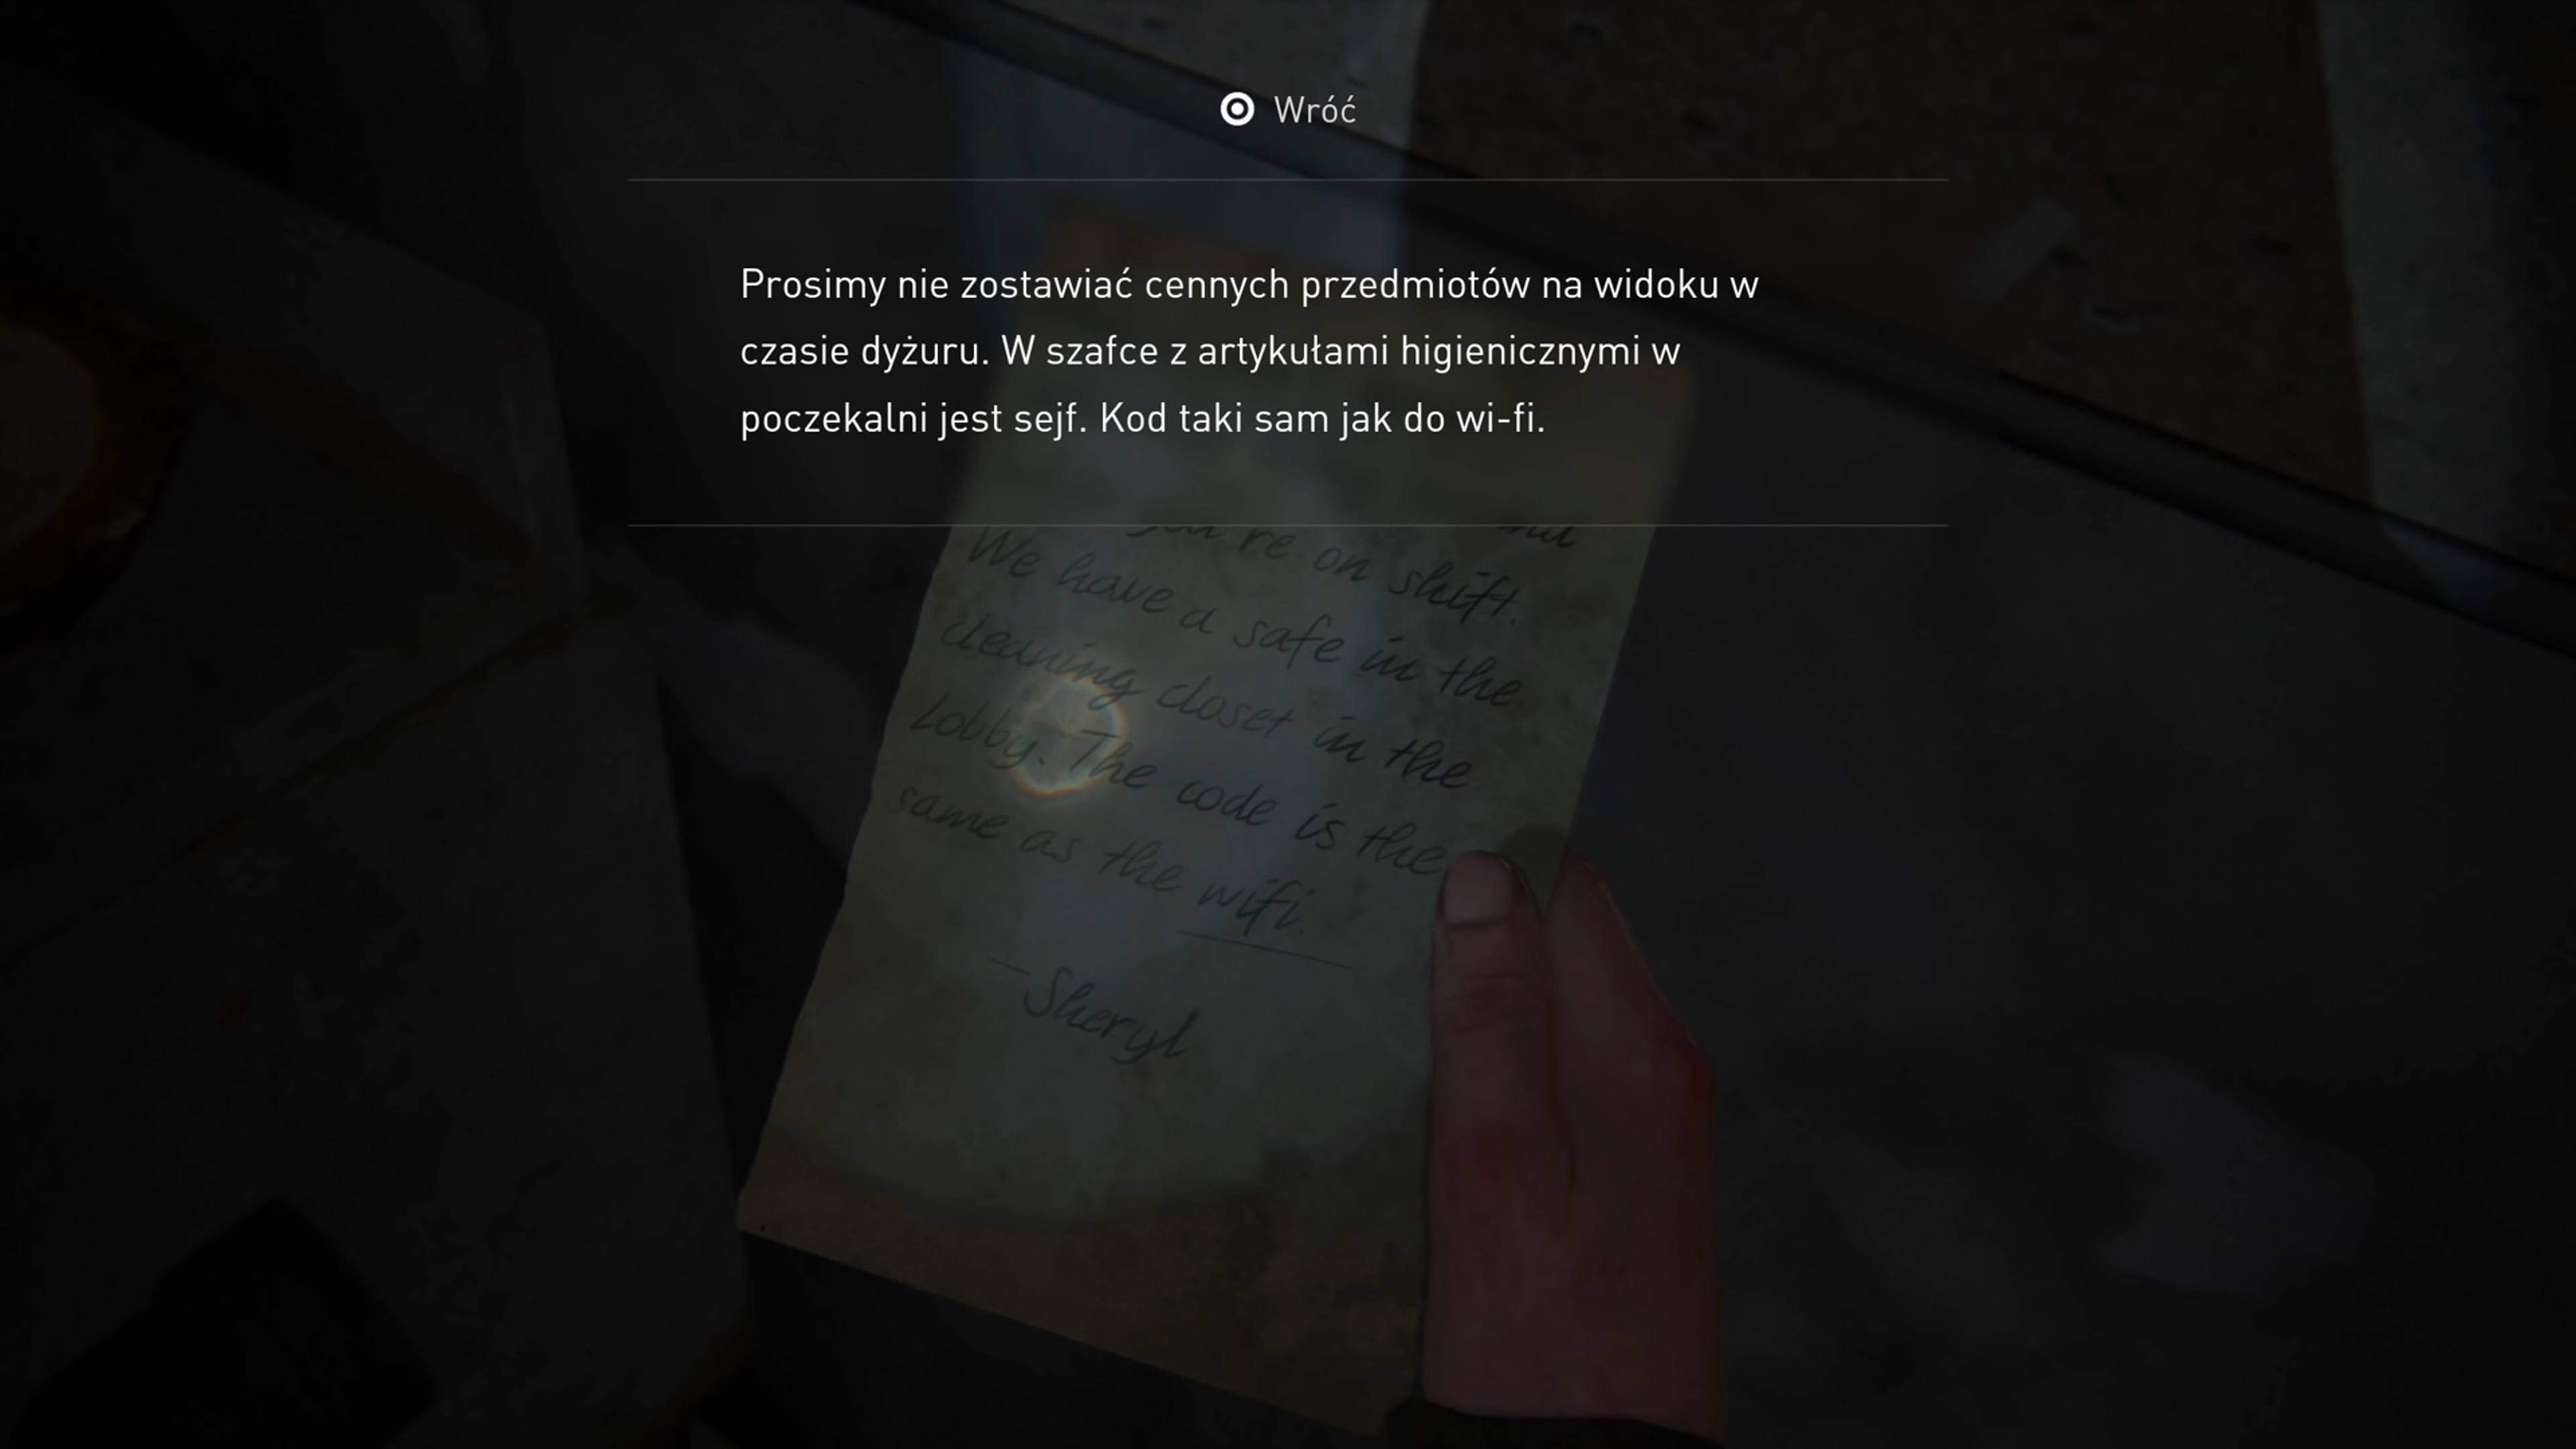 Wróć
Prosimy nie zostawiać cennych przedmiotów na widoku w
czasie dyżuru. W szafce z artykułami higienicznymi w
poczekalni jest sejf. Kod taki sam jak do wi-fi.
you're on shift.
We have a safe in the
cleaning closet in the
Lobby. The code is the
same as the wifi.
—Sheryl